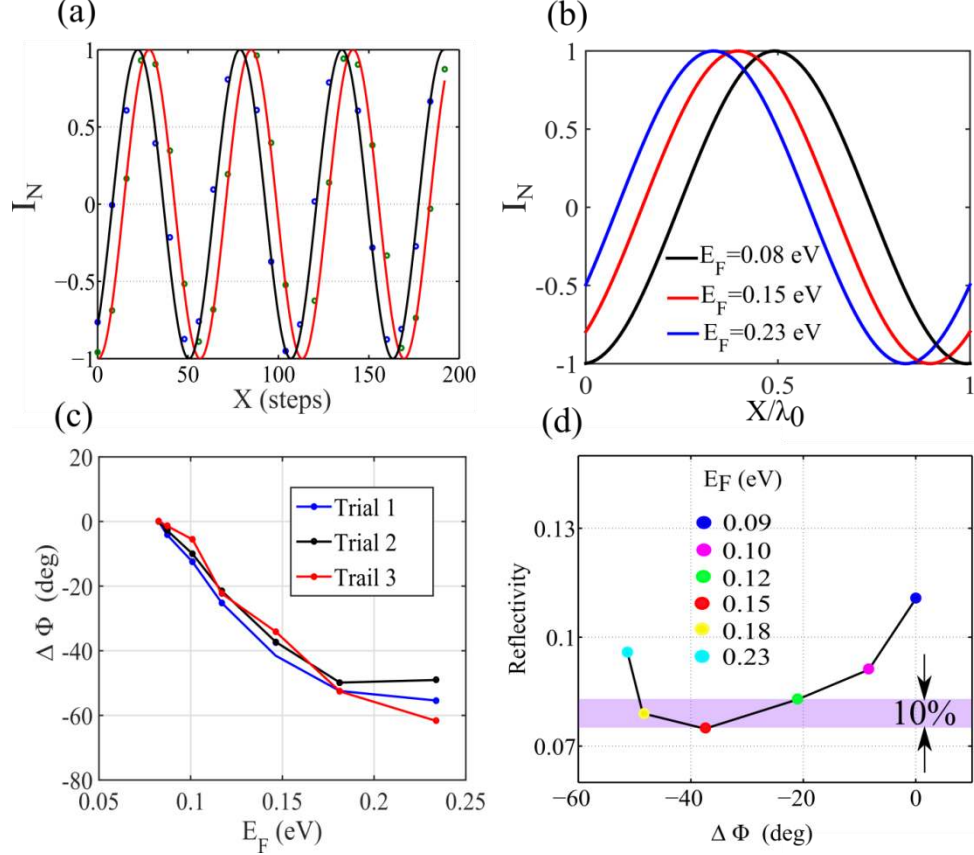 (a)
I_N
1
0.5
0
−0.5
−1
0
50
100
150
200
X (steps)
(b)
I_N
1
0.5
0
-0.5
-1
E_F=0.08 eV
E_F=0.15 eV
E_F=0.23 eV
0
0.5
1
X/λ0
(c)
Δ Φ (deg)
20
0
-20
-40
-60
-80
Trial 1
Trial 2
Trail 3
0.05
0.1
0.15
0.2
0.25
E_F (eV)
(d)
Reflectivity
0.13
0.1
0.07
E_F (eV)
0.09
0.10
0.12
0.15
0.18
0.23
10%
−60
−40
−20
0
Δ Φ (deg)